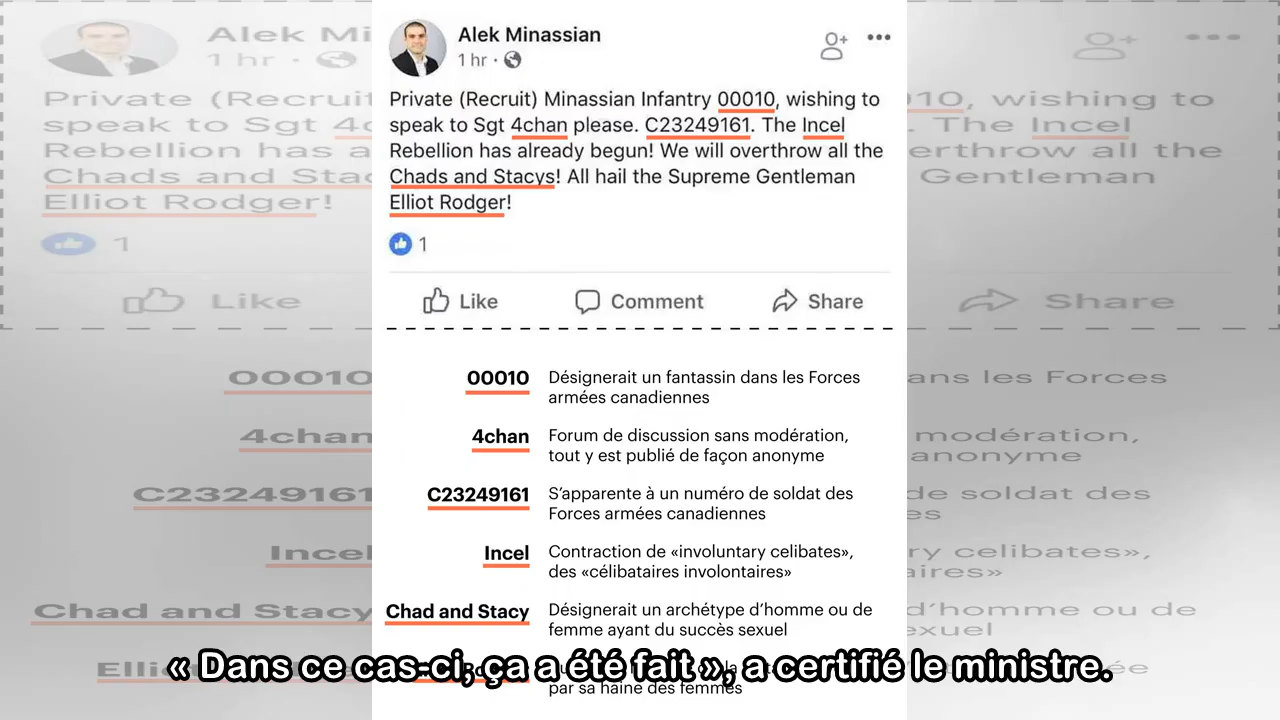 Alek Minassian
1 hr ·
Private (Recruit) Minassian Infantry 00010, wishing to
speak to Sgt 4chan please. C23249161. The Incel
Rebellion has already begun! We will overthrow all the
Chads and Stacys! All hail the Supreme Gentleman
Elliot Rodger!
1
Like Comment Share
00010 Désignerait un fantassin dans les Forces
armées canadiennes
4chan Forum de discussion sans modération,
tout y est publié de façon anonyme
C23249161 S’apparente à un numéro de soldat des
Forces armées canadiennes
Incel Contraction de «involuntary celibates»,
des «célibataires involontaires»
Chad and Stacy Désignerait un archétype d’homme ou de
femme ayant du succès sexuel
par sa haine des femmes
« Dans ce cas-ci, ça a été fait », a certifié le ministre.